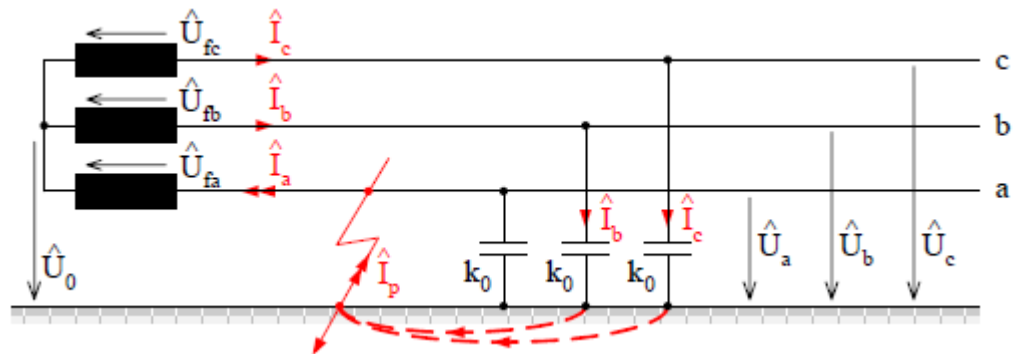 Û_fc Î_c c
Û_fb Î_b b
Û_fa Î_a a
Û_0 Î_p k_0 k_0 Î_b k_0 Î_c Û_a Û_b Û_c